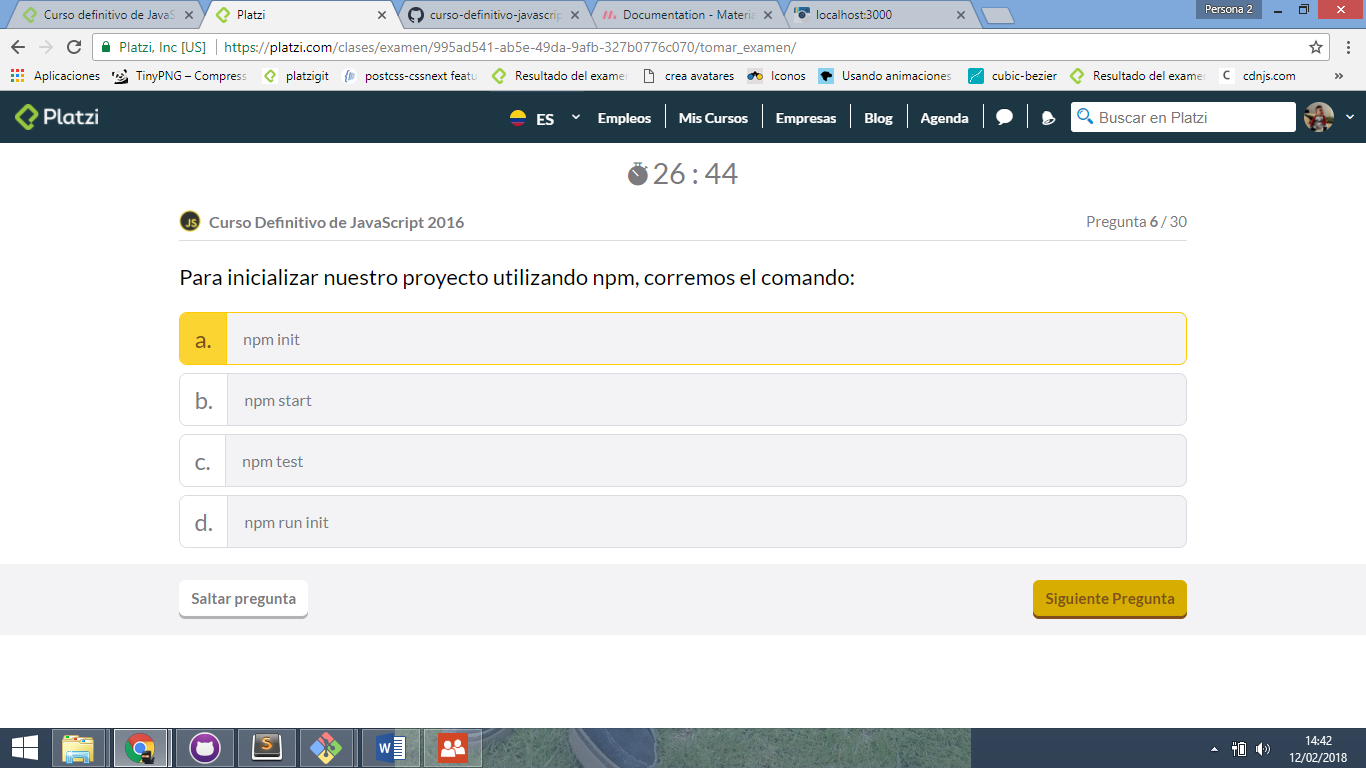 Curso definitivo de JavaS
Platzi
curso-definitivo-javascrip
Documentation - Materia
localhost:3000
Persona 2
Platzi, Inc [US]
https://platzi.com/clases/examen/995ad541-ab5e-49da-9afb-327b0776c070/tomar_examen/
Aplicaciones
TinyPNG – Compress
platzigit
postcss-cssnext featu
Resultado del exame
crea avatares
Iconos
Usando animaciones
cubic-bezier
Resultado del exame
C cdnjs.com
»
Platzi
ES
Empleos
Mis Cursos
Empresas
Blog
Agenda
Buscar en Platzi
26 : 44
JS Curso Definitivo de JavaScript 2016
Pregunta 6 / 30
Para inicializar nuestro proyecto utilizando npm, corremos el comando:
a. npm init
b. npm start
c. npm test
d. npm run init
Saltar pregunta
Siguiente Pregunta
14:42
12/02/2018